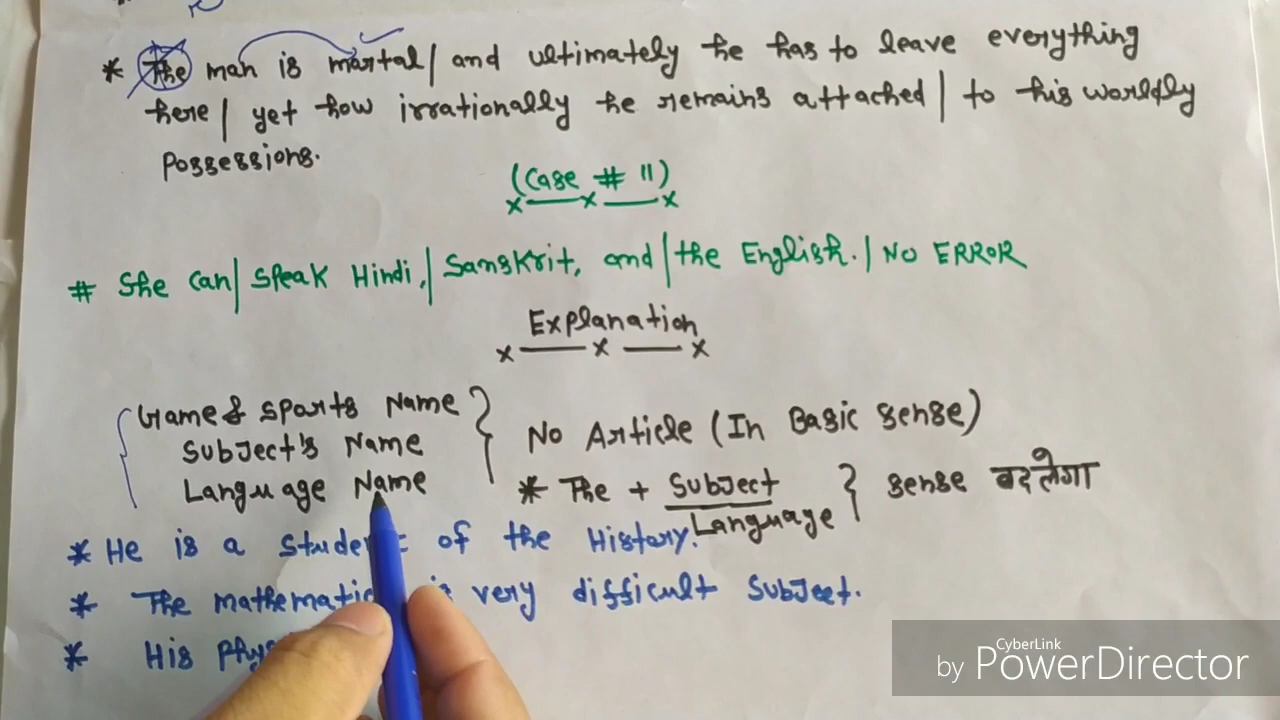 * The man is mortal/ and ultimately he has to leave everything
here/ yet how irrationally he remains attached/ to his worldly
possessions.
(Case # 11)
# She can/ speak Hindi,/ Sanskrit, and/ the English./ NO ERROR
Explanation
Game & sports Name
Subject's Name
Language Name
No Article (In Basic sense)
* The + Subject
Language
sense बदलेगा
* He is a student of the History.
* The mathematic is very difficult Subject.
* His
CyberLink
by PowerDirector